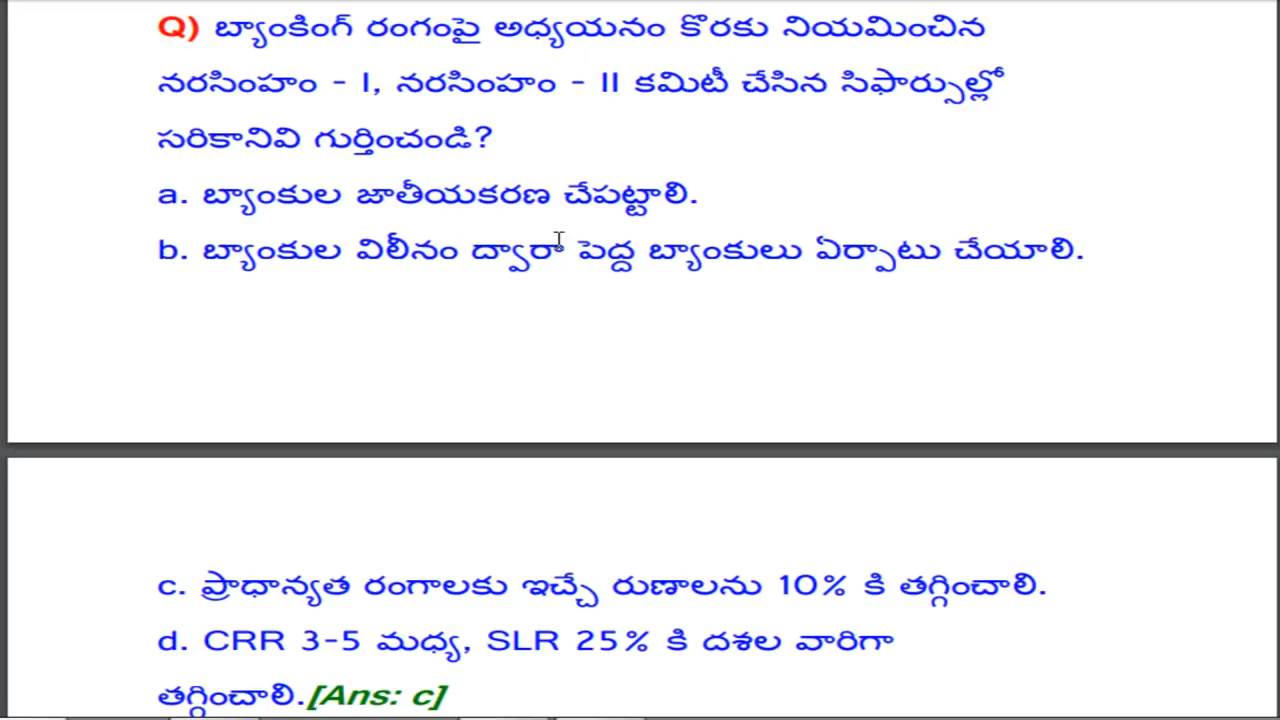 Q) బ్యాంకింగ్ రంగంపై అధ్యయనం కొరకు నియమించిన
నరసింహం - I, నరసింహం - II కమిటీ చేసిన సిఫార్సుల్లో
సరికానివి గుర్తించండి?
a. బ్యాంకుల జాతీయకరణ చేపట్టాలి.
b. బ్యాంకుల విలీనం ద్వారా పెద్ద బ్యాంకులు ఏర్పాటు చేయాలి.
c. ప్రాధాన్యత రంగాలకు ఇచ్చే రుణాలను 10% కి తగ్గించాలి.
d. CRR 3-5 మధ్య, SLR 25% కి దశల వారిగా
తగ్గించాలి.[Ans: c]